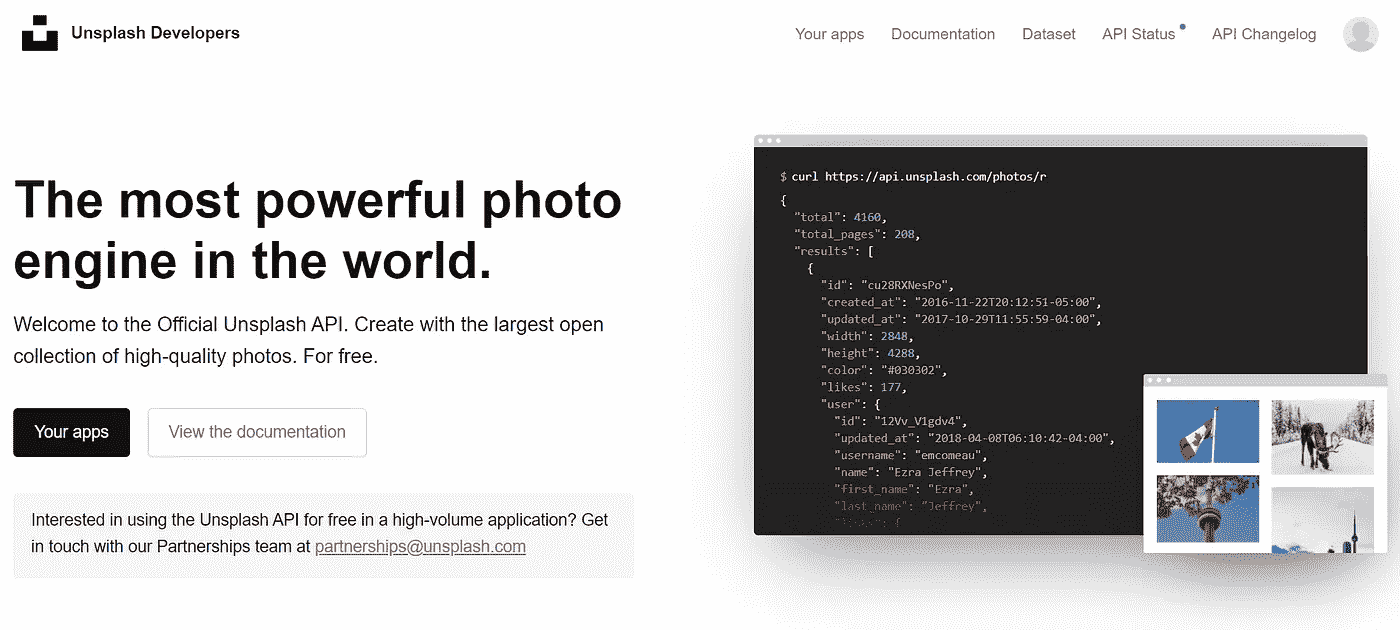 Unsplash Developers
Your apps
Documentation
Dataset
API Status
API Changelog
The most powerful photo
engine in the world.
Welcome to the Official Unsplash API. Create with the largest open
collection of high-quality photos. For free.
Your apps
View the documentation
Interested in using the Unsplash API for free in a high-volume application? Get
in touch with our Partnerships team at partnerships@unsplash.com
$ curl https://api.unsplash.com/photos/r
{
"total": 4160,
"total_pages": 208,
"results": [
{
"id": "cu28RXNesPo",
"created_at": "2016-11-22T20:12:51-05:00",
"updated_at": "2017-10-29T11:55:59-04:00",
"width": 2848,
"height": 4288,
"color": "#030302",
"likes": 177,
"user": {
"id": "12Vv_V1gdv4",
"updated_at": "2018-04-08T06:10:42-04:00",
"username": "emcomeau",
"name": "Ezra Jeffrey",
"first_name": "Ezra",
"last_name": "Jeffrey",
"links": {